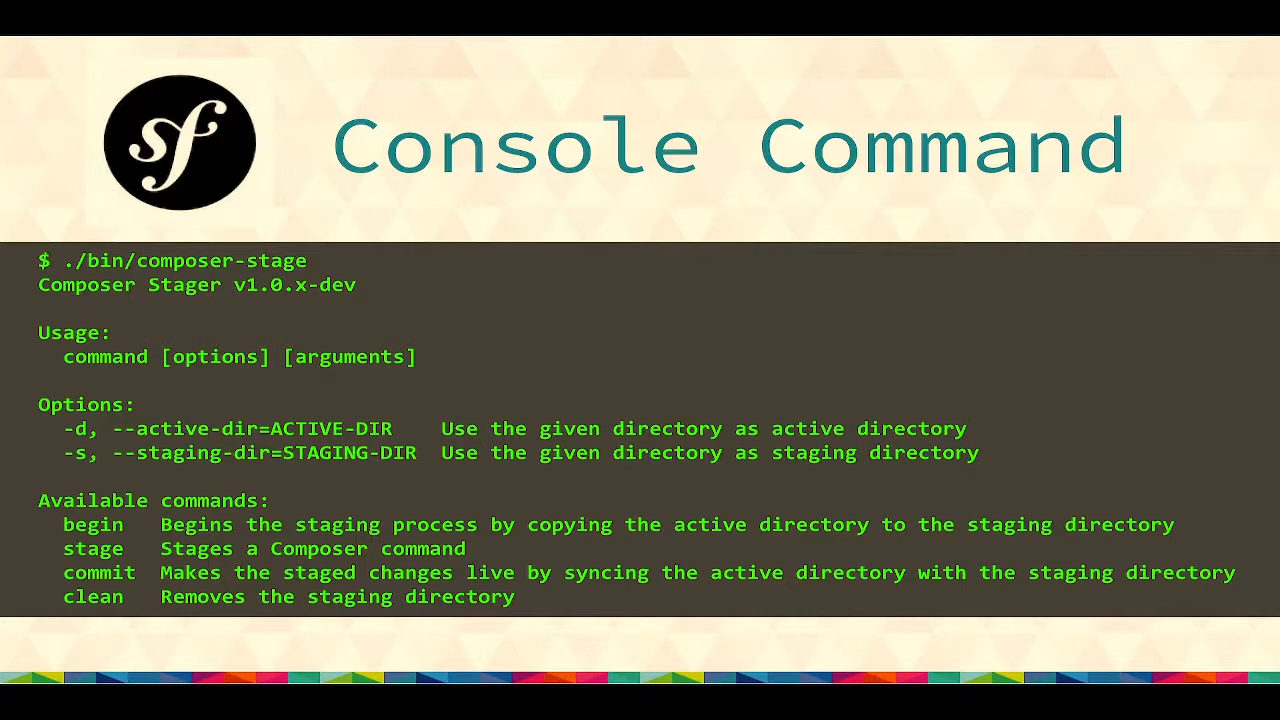 sf
Console Command
$ ./bin/composer-stage
Composer Stager v1.0.x-dev
Usage:
command [options] [arguments]
Options:
-d, --active-dir=ACTIVE-DIR    Use the given directory as active directory
-s, --staging-dir=STAGING-DIR  Use the given directory as staging directory
Available commands:
begin   Begins the staging process by copying the active directory to the staging directory
stage   Stages a Composer command
commit  Makes the staged changes live by syncing the active directory with the staging directory
clean   Removes the staging directory